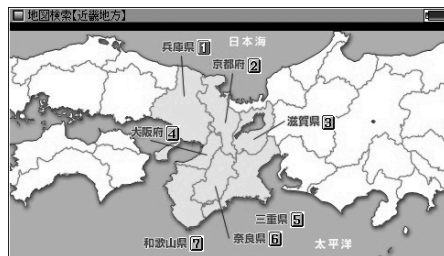 地図検索【近畿地方】
兵庫県 1
日本海
京都府 2
滋賀県 3
大阪府 4
三重県 5
奈良県 6
和歌山県 7
太平洋